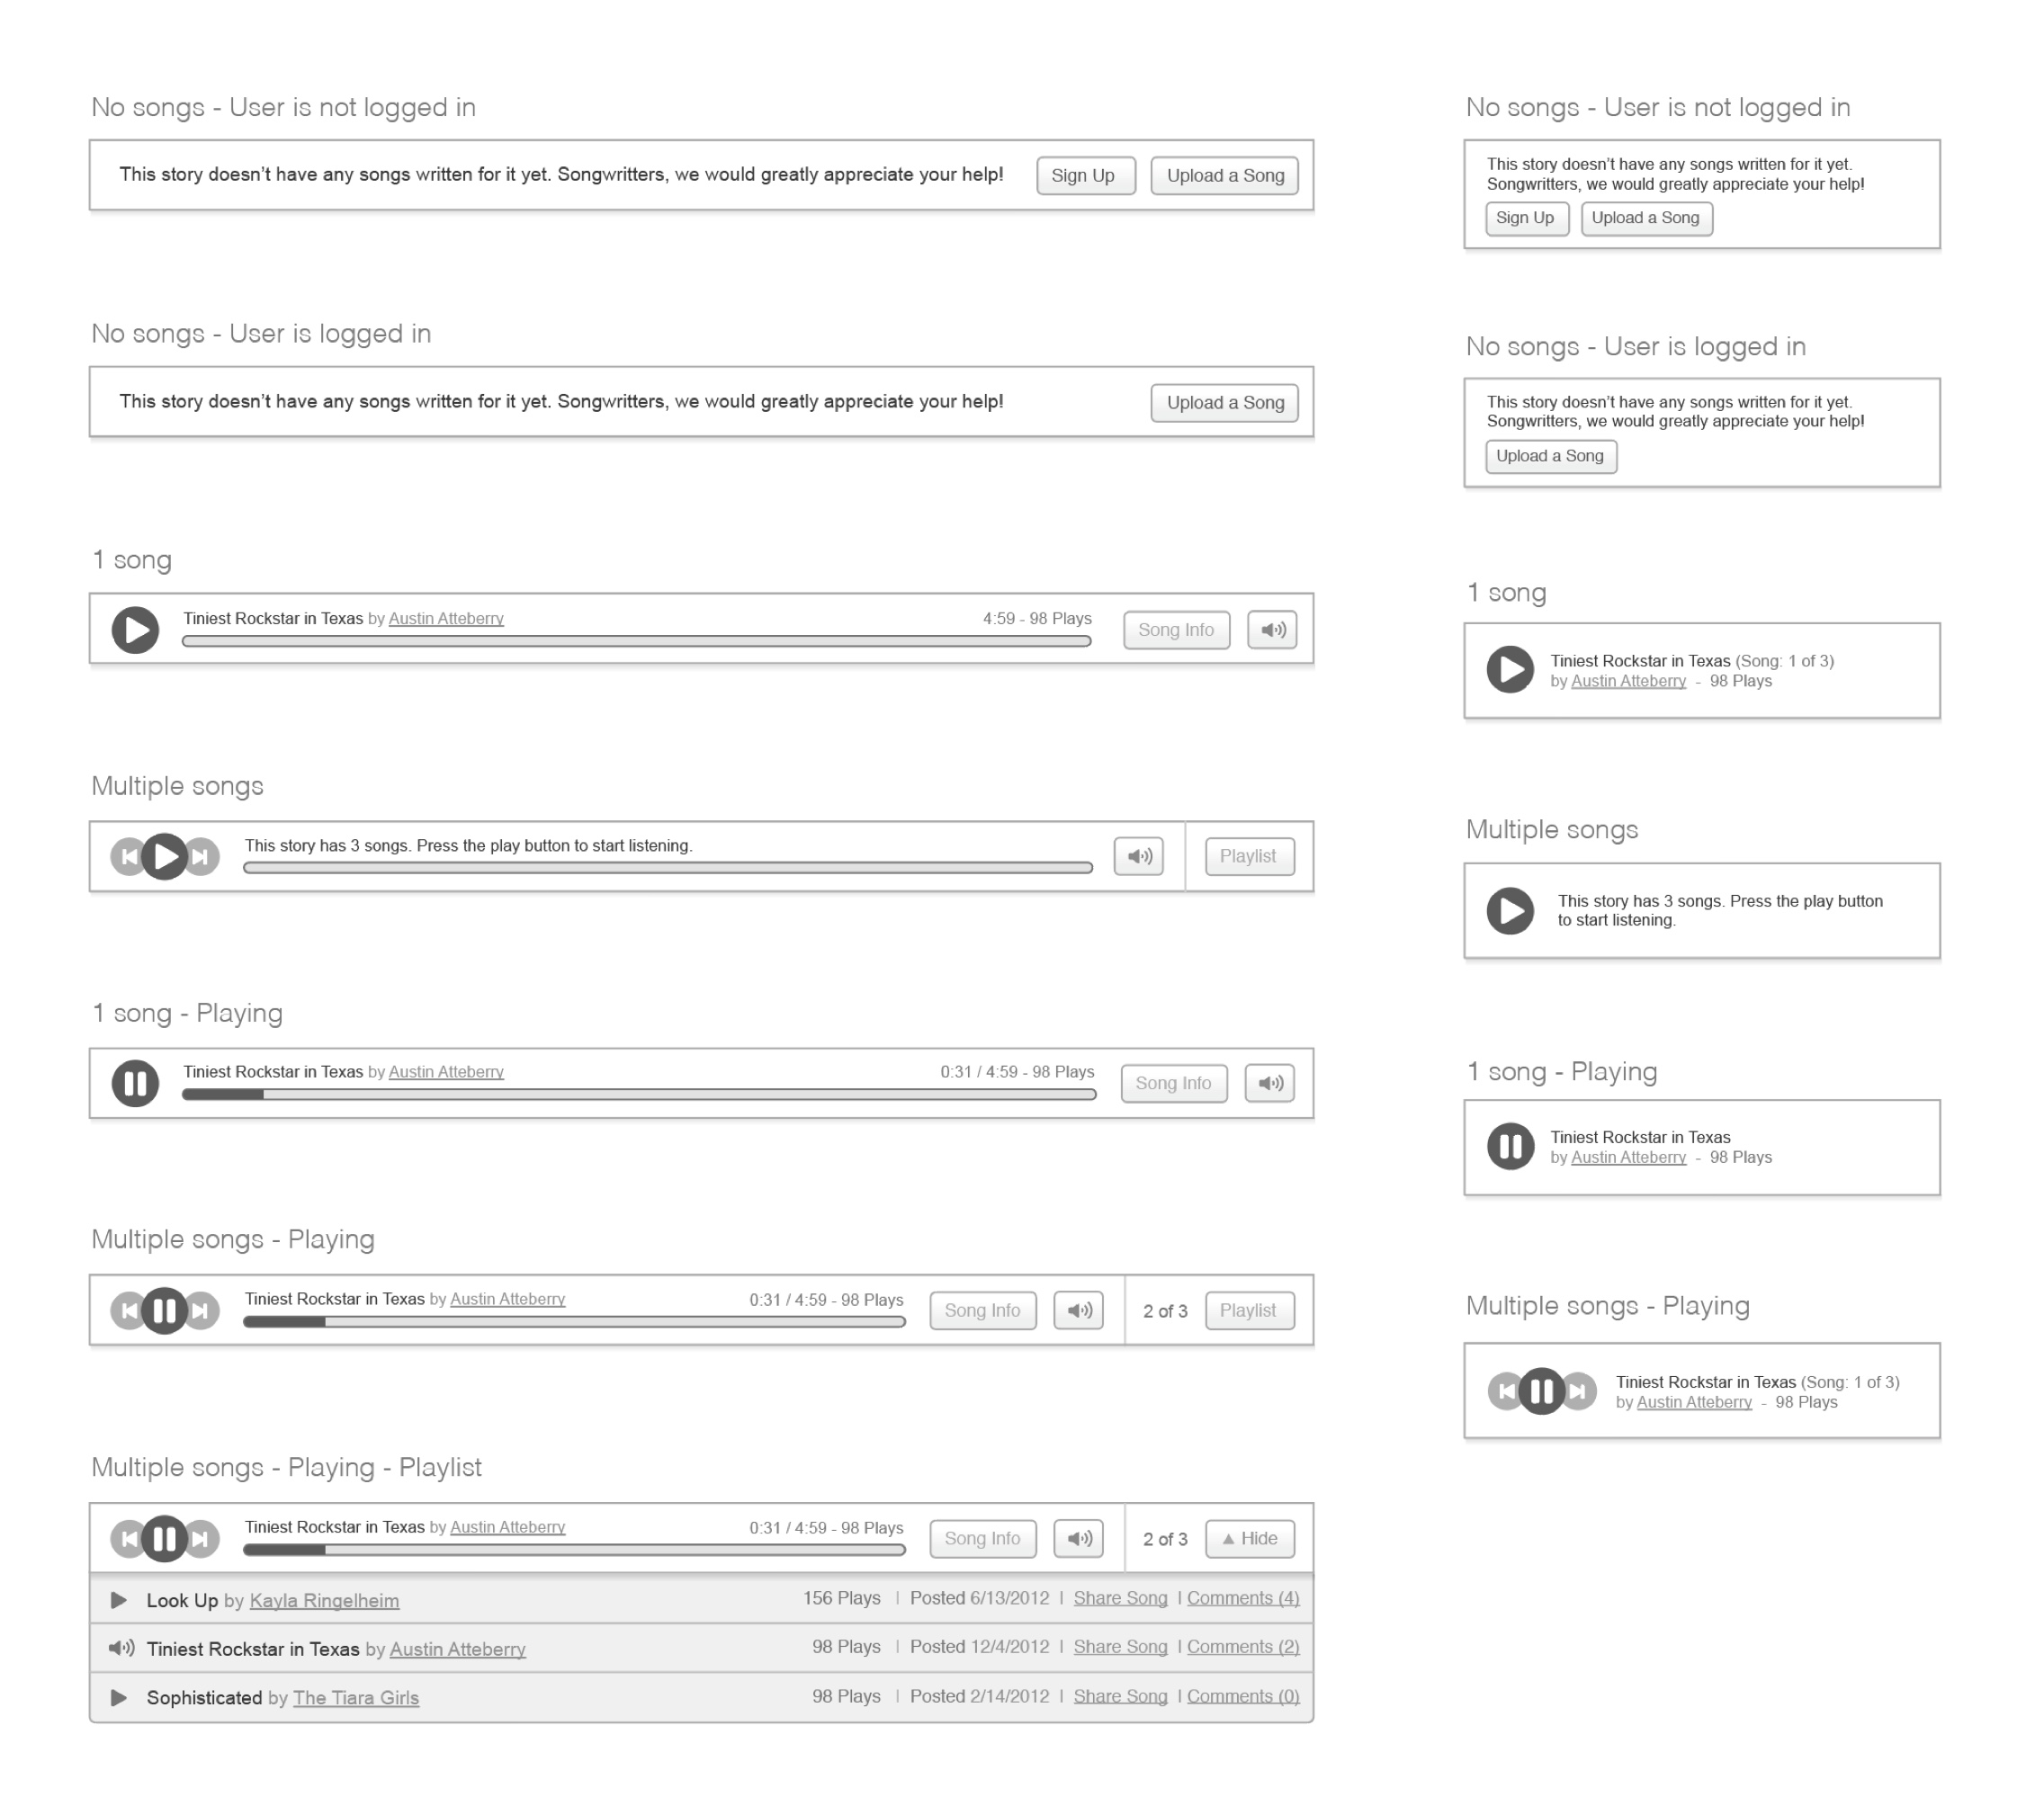 No songs - User is not logged in
This story doesn't have any songs written for it yet. Songwritters, we would greatly appreciate your help!
Sign Up
Upload a Song
No songs - User is logged in
This story doesn't have any songs written for it yet. Songwritters, we would greatly appreciate your help!
Upload a Song
1 song
Tiniest Rockstar in Texas by Austin Atteberry
4:59 - 98 Plays
Song Info
Multiple songs
This story has 3 songs. Press the play button to start listening.
Playlist
1 song - Playing
Tiniest Rockstar in Texas by Austin Atteberry
0:31 / 4:59 - 98 Plays
Song Info
Multiple songs - Playing
Tiniest Rockstar in Texas by Austin Atteberry
0:31 / 4:59 - 98 Plays
Song Info
2 of 3
Playlist
Multiple songs - Playing - Playlist
Tiniest Rockstar in Texas by Austin Atteberry
0:31 / 4:59 - 98 Plays
Song Info
2 of 3
▲ Hide
Look Up by Kayla Ringelheim
156 Plays | Posted 6/13/2012 | Share Song | Comments (4)
Tiniest Rockstar in Texas by Austin Atteberry
98 Plays | Posted 12/4/2012 | Share Song | Comments (2)
Sophisticated by The Tiara Girls
98 Plays | Posted 2/14/2012 | Share Song | Comments (0)
No songs - User is not logged in
This story doesn't have any songs written for it yet.
Songwritters, we would greatly appreciate your help!
Sign Up
Upload a Song
No songs - User is logged in
This story doesn't have any songs written for it yet.
Songwritters, we would greatly appreciate your help!
Upload a Song
1 song
Tiniest Rockstar in Texas (Song: 1 of 3)
by Austin Atteberry - 98 Plays
Multiple songs
This story has 3 songs. Press the play button
to start listening.
1 song - Playing
Tiniest Rockstar in Texas
by Austin Atteberry - 98 Plays
Multiple songs - Playing
Tiniest Rockstar in Texas (Song: 1 of 3)
by Austin Atteberry - 98 Plays